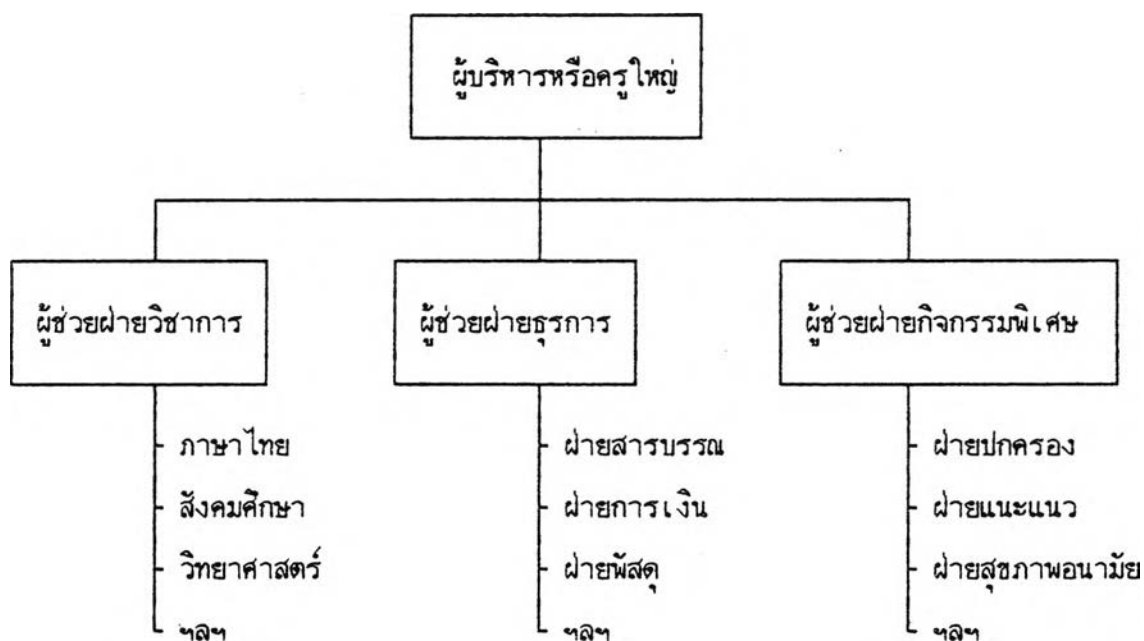 ผู้บริหารหรือครูใหญ่
ผู้ช่วยฝ่ายวิชาการ
ภาษาไทย
สังคมศึกษา
วิทยาศาสตร์
ฯลฯ
ผู้ช่วยฝ่ายธุรการ
ฝ่ายสารบรรณ
ฝ่ายการเงิน
ฝ่ายพัสดุ
ฯลฯ
ผู้ช่วยฝ่ายกิจกรรมพิเศษ
ฝ่ายปกครอง
ฝ่ายแนะแนว
ฝ่ายสุขภาพอนามัย
ฯลฯ